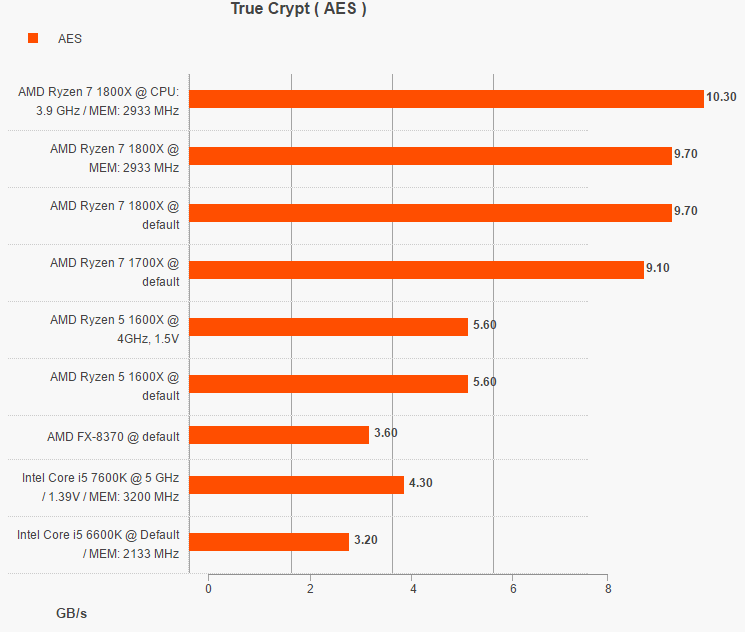 True Crypt ( AES )
AES
AMD Ryzen 7 1800X @ CPU:
3.9 GHz / MEM: 2933 MHz
10.30
AMD Ryzen 7 1800X @
MEM: 2933 MHz
9.70
AMD Ryzen 7 1800X @
default
9.70
AMD Ryzen 7 1700X @
default
9.10
AMD Ryzen 5 1600X @
4GHz, 1.5V
5.60
AMD Ryzen 5 1600X @
default
5.60
AMD FX-8370 @ default
3.60
Intel Core i5 7600K @ 5 GHz
/ 1.39V / MEM: 3200 MHz
4.30
Intel Core i5 6600K @ Default
/ MEM: 2133 MHz
3.20
0 2 4 6 8
GB/s